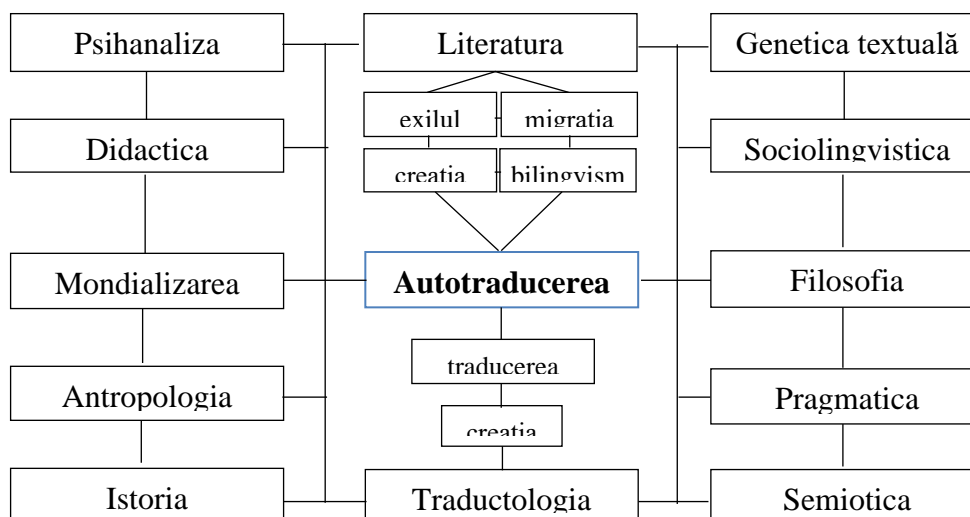 Psihanaliza
Literatura
Genetica textuală
exilul
migratia
Didactica
Sociolingvistica
creatia
bilingvism
Mondializarea
Autotraducerea
Filosofia
traducerea
Antropologia
Pragmatica
creatia
Istoria
Traductologia
Semiotica